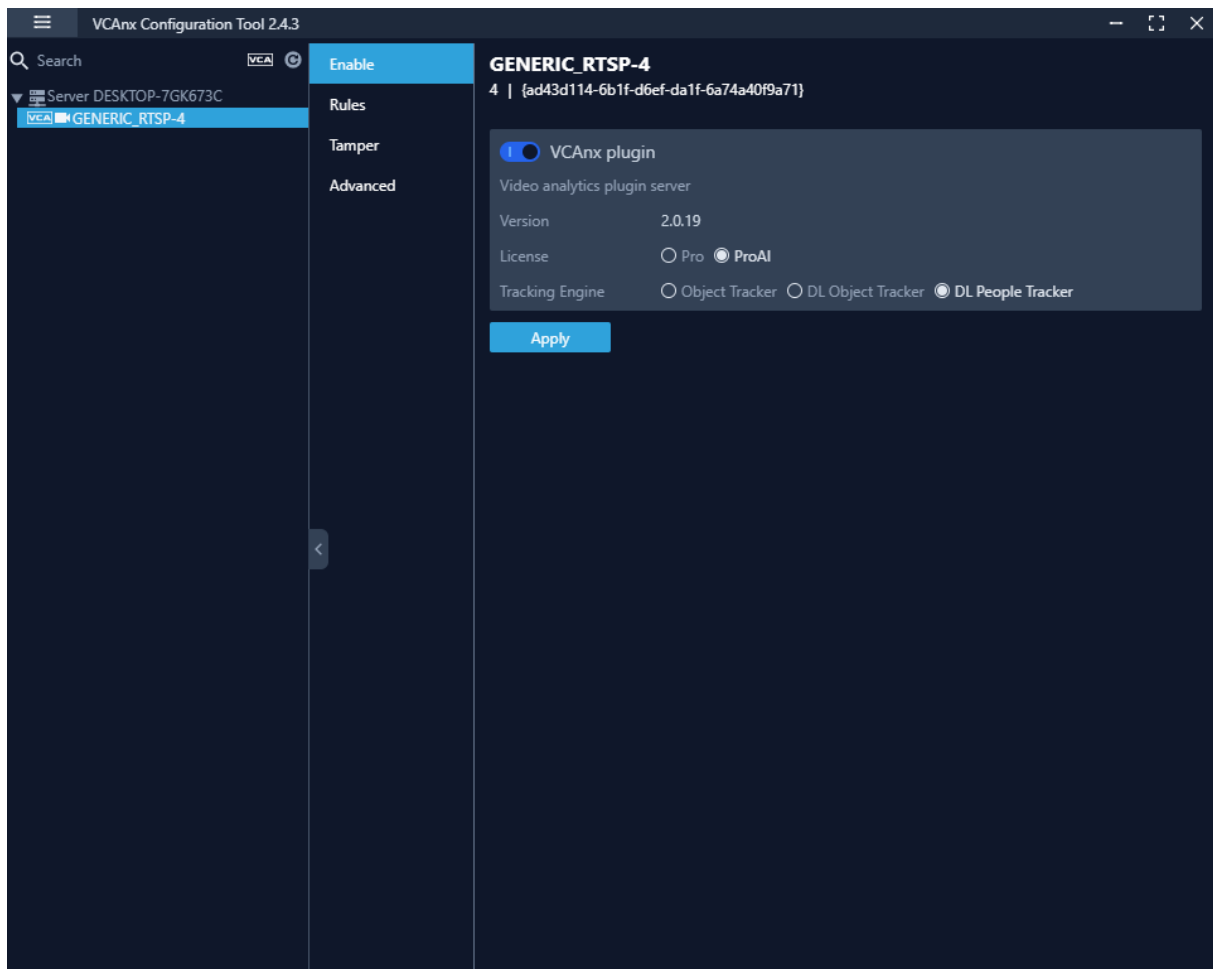 VCAnx Configuration Tool 2.4.3
Search
VCA
Server DESKTOP-7GK673C
VCA GENERIC_RTSP-4
Enable
Rules
Tamper
Advanced
GENERIC_RTSP-4
4 | {ad43d114-6b1f-d6ef-da1f-6a74a40f9a71}
VCAnx plugin
Video analytics plugin server
Version 2.0.19
License Pro ProAI
Tracking Engine Object Tracker DL Object Tracker DL People Tracker
Apply